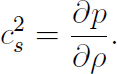 $c_s^2 = \frac{\partial p}{\partial \rho}.$